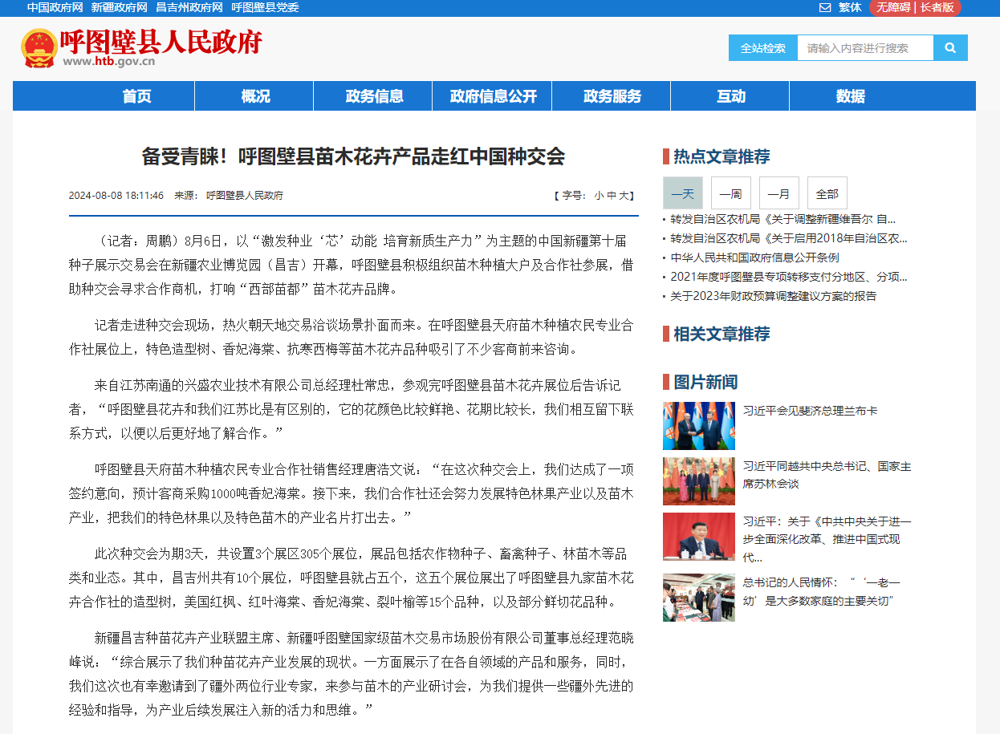 中国政府网 新疆政府网 昌吉州政府网 呼图壁县党委
繁体 无障碍 | 长者版
呼图壁县人民政府
www.htb.gov.cn
全站检索 请输入内容进行搜索
首页 概况 政务信息 政府信息公开 政务服务 互动 数据
备受青睐！呼图壁县苗木花卉产品走红中国种交会
2024-08-08 18:11:46 来源： 呼图壁县人民政府 【 字号： 小 中 大】
（记者：周鹏）8月6日，以“激发种业‘芯’动能 培育新质生产力”为主题的中国新疆第十届
种子展示交易会在新疆农业博览园（昌吉）开幕，呼图壁县积极组织苗木种植大户及合作社参展，借
助种交会寻求合作商机，打响“西部苗都”苗木花卉品牌。
记者走进种交会现场，热火朝天地交易洽谈场景扑面而来。在呼图壁县天府苗木种植农民专业合
作社展位上，特色造型树、香妃海棠、抗寒西梅等苗木花卉品种吸引了不少客商前来咨询。
来自江苏南通的兴盛农业技术有限公司总经理杜常忠，参观完呼图壁县苗木花卉展位后告诉记
者，“呼图壁县花卉和我们江苏比是有区别的，它的花颜色比较鲜艳、花期比较长，我们相互留下联
系方式，以便以后更好地了解合作。”
呼图壁县天府苗木种植农民专业合作社销售经理唐浩文说：“在这次种交会上，我们达成了一项
签约意向，预计客商采购1000吨香妃海棠。接下来，我们合作社还会努力发展特色林果产业以及苗木
产业，把我们的特色林果以及特色苗木的产业名片打出去。”
此次种交会为期3天，共设置3个展区305个展位，展品包括农作物种子、畜禽种子、林苗木等品
类和业态。其中，昌吉州共有10个展位，呼图壁县就占五个，这五个展位展出了呼图壁县九家苗木花
卉合作社的造型树，美国红枫、红叶海棠、香妃海棠、裂叶榆等15个品种，以及部分鲜切花品种。
新疆昌吉种苗花卉产业联盟主席、新疆呼图壁国家级苗木交易市场股份有限公司董事总经理范晓
峰说：“综合展示了我们种苗花卉产业发展的现状。一方面展示了在各自领域的产品和服务，同时，
我们这次也有幸邀请到了疆外两位行业专家，来参与苗木的产业研讨会，为我们提供一些疆外先进的
经验和指导，为产业后续发展注入新的活力和思维。”
热点文章推荐
一天 一周 一月 全部
转发自治区农机局《关于调整新疆维吾尔 自...
转发自治区农机局《关于启用2018年自治区农...
中华人民共和国政府信息公开条例
2021年度呼图壁县专项转移支付分地区、分项...
关于2023年财政预算调整建议方案的报告
相关文章推荐
图片新闻
习近平会见斐济总理兰布卡
习近平同越共中央总书记、国家主
席苏林会谈
习近平：关于《中共中央关于进一
步全面深化改革、推进中国式现
代...
总书记的人民情怀：“‘一老一
幼’是大多数家庭的主要关切”